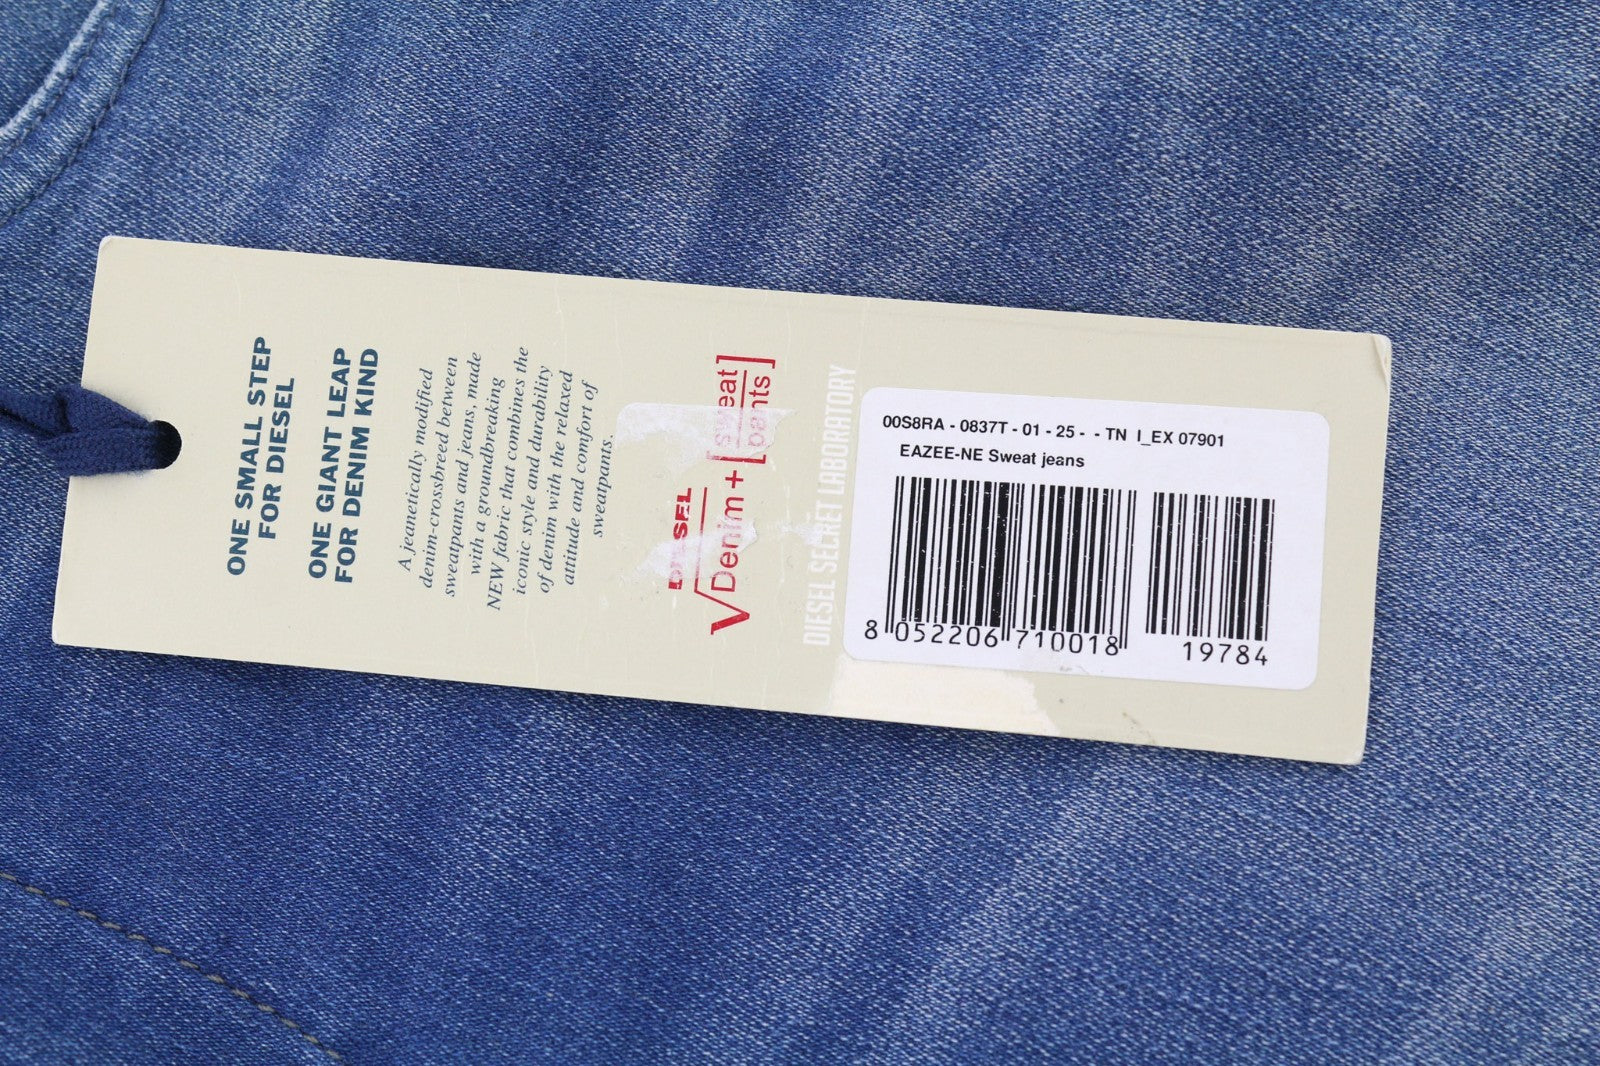 ONE SMALL STEP
FOR DIESEL
ONE GIANT LEAP
FOR DENIM KIND
A jeanetically modified
denim-crossbreed between
sweatpants and jeans, made
with a groundbreaking
NEW fabric that combines the
iconic style and durability
of denim with the relaxed
attitude and comfort of
sweatpants.
DIESEL
√Denim + [sweat]
[pants]
DIESEL SECRET LABORATORY
00S8RA - 0837T - 01 - 25 - - TN I_EX 07901
EAZEE-NE Sweat jeans
8 052206 710018 19784